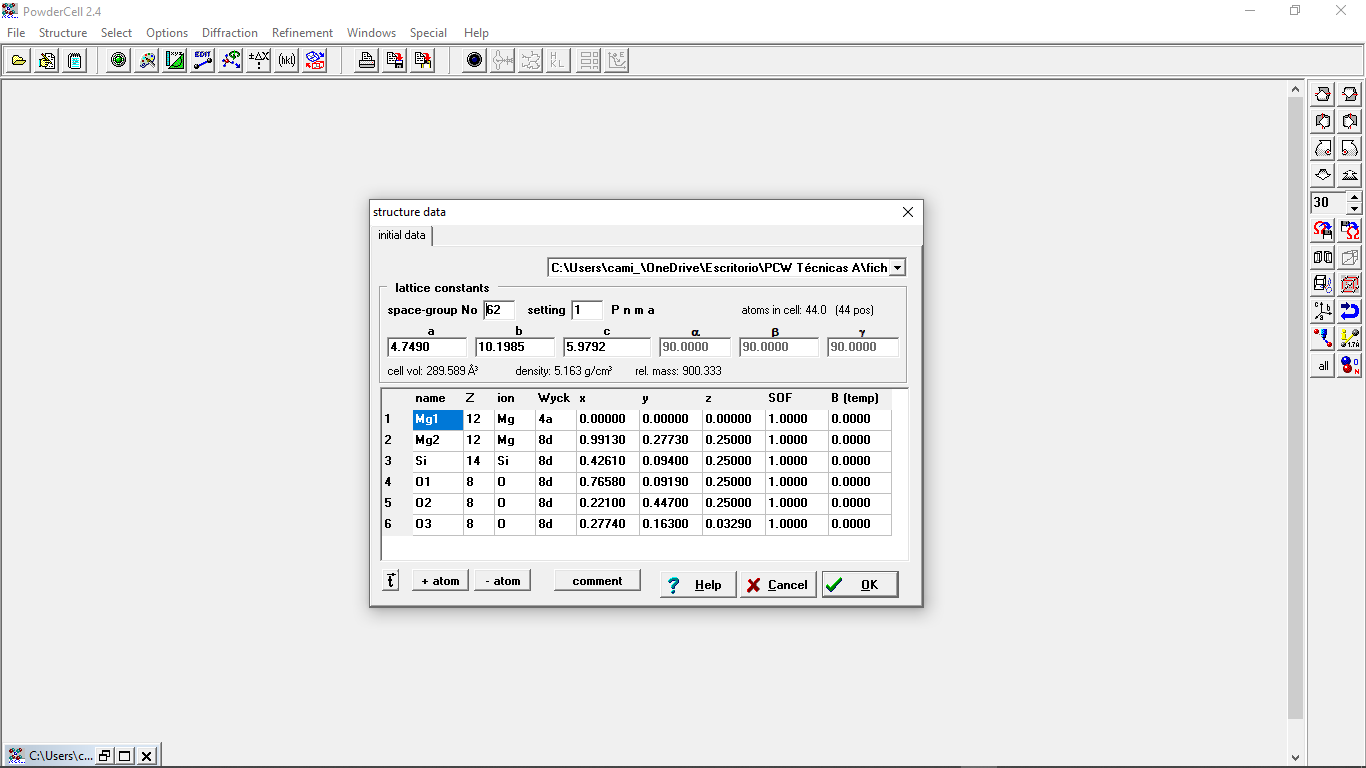 PowderCell 2.4
File Structure Select Options Diffraction Refinement Windows Special Help
EDIT ±ΔX (hkl)
structure data
initial data
C:\Users\cami_\OneDrive\Escritorio\PCW Técnicas A\fich
lattice constants
space-group No 62 setting 1 P n m a atoms in cell: 44.0 (44 pos)
a b c α β γ
4.7490 10.1985 5.9792 90.0000 90.0000 90.0000
cell vol: 289.589 Å³ density: 5.163 g/cm³ rel. mass: 900.333
name Z ion Wyck x y z SOF B (temp)
1 Mg1 12 Mg 4a 0.00000 0.00000 0.00000 1.0000 0.0000
2 Mg2 12 Mg 8d 0.99130 0.27730 0.25000 1.0000 0.0000
3 Si 14 Si 8d 0.42610 0.09400 0.25000 1.0000 0.0000
4 O1 8 O 8d 0.76580 0.09190 0.25000 1.0000 0.0000
5 O2 8 O 8d 0.22100 0.44700 0.25000 1.0000 0.0000
6 O3 8 O 8d 0.27740 0.16300 0.03290 1.0000 0.0000
t + atom - atom comment ? Help Cancel OK
30
all
C:\Users\c...